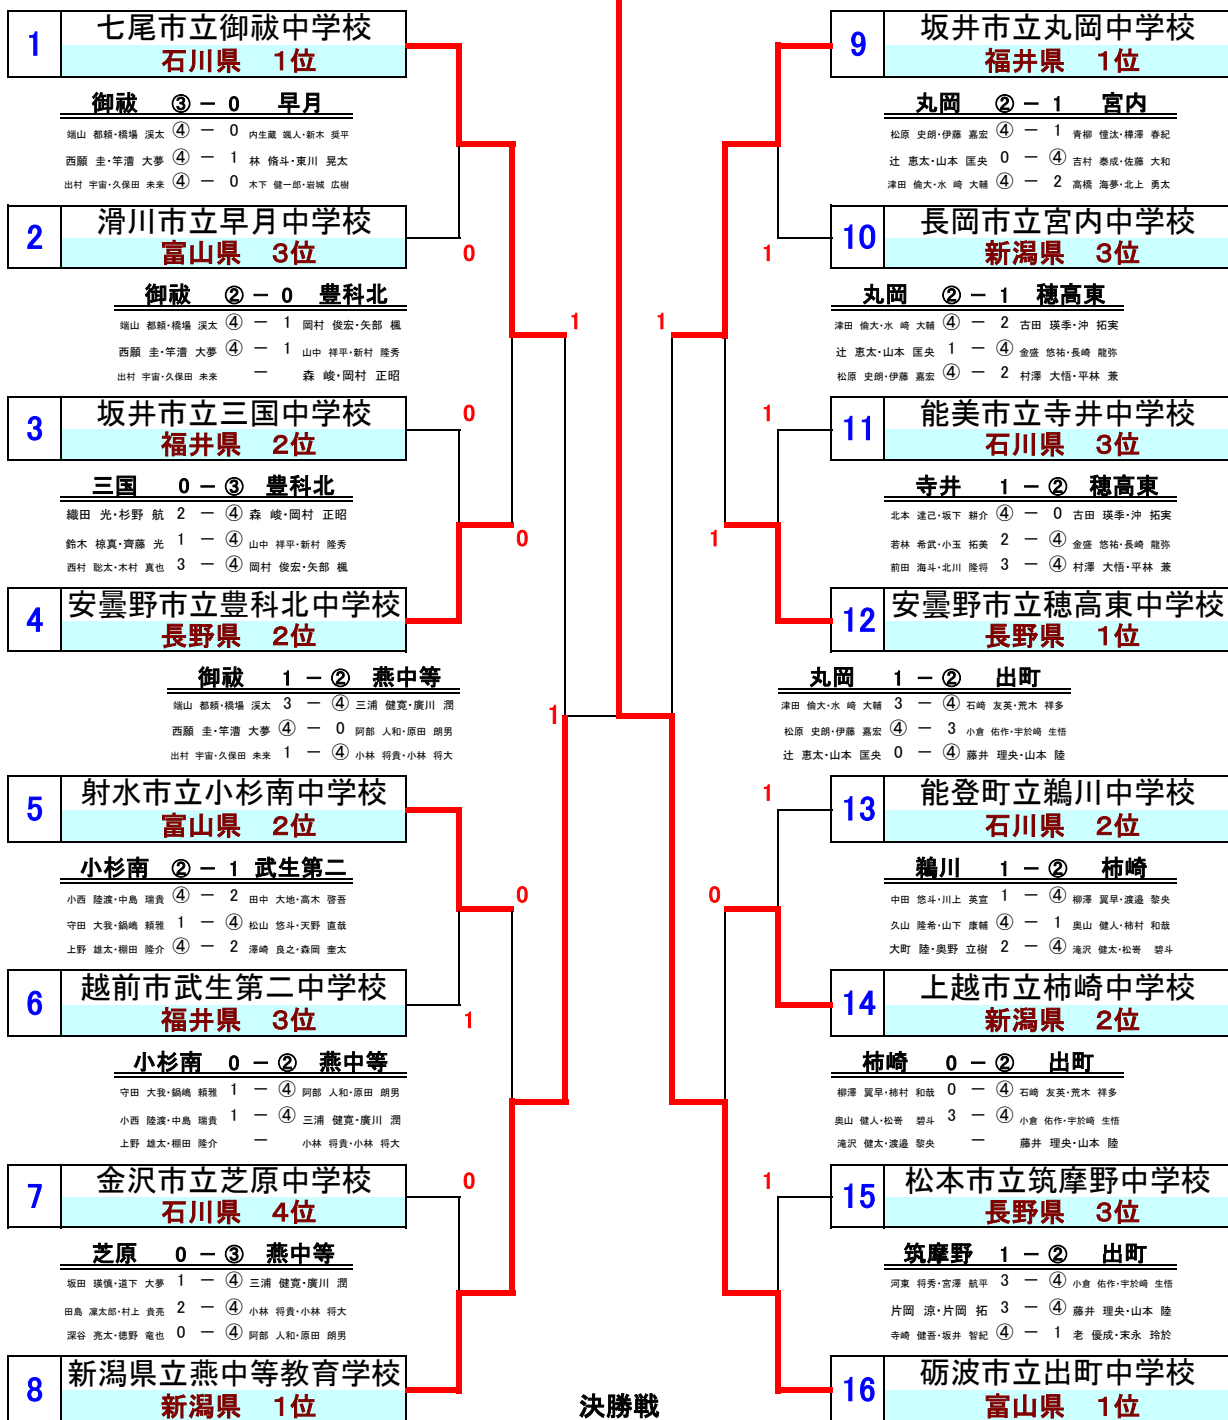 1 七尾市立御祓中学校
石川県 1位
御祓 ③ － 0 早月
端山 都頼・橋場 渓太 ④ － 0 内生蔵 颯人・新木 奨平
西願 圭・竿漕 大夢 ④ － 1 林 脩斗・東川 晃太
出村 宇宙・久保田 未来 ④ － 0 木下 健一郎・岩城 広樹
2 滑川市立早月中学校
富山県 3位
0
御祓 ② － 0 豊科北
端山 都頼・橋場 渓太 ④ － 1 岡村 俊宏・矢部 楓
西願 圭・竿漕 大夢 ④ － 1 山中 祥平・新村 隆秀
出村 宇宙・久保田 未来 － 森 峻・岡村 正昭
1
3 坂井市立三国中学校
福井県 2位
0
三国 0 － ③ 豊科北
織田 光・杉野 航 2 － ④ 森 峻・岡村 正昭
鈴木 椋真・齊藤 光 1 － ④ 山中 祥平・新村 隆秀
西村 聡太・木村 真也 3 － ④ 岡村 俊宏・矢部 楓
0
4 安曇野市立豊科北中学校
長野県 2位
御祓 1 － ② 燕中等
端山 都頼・橋場 渓太 3 － ④ 三浦 健寛・廣川 潤
西願 圭・竿漕 大夢 ④ － 0 阿部 人和・原田 朗男
出村 宇宙・久保田 未来 1 － ④ 小林 将貴・小林 将大
1
5 射水市立小杉南中学校
富山県 2位
小杉南 ② － 1 武生第二
小西 陸渡・中島 瑞貴 ④ － 2 田中 大地・高木 啓吾
守田 大我・鍋嶋 頼雅 1 － ④ 松山 悠斗・天野 直哉
上野 雄太・棚田 隆介 ④ － 2 澤崎 良之・森岡 奎太
0
6 越前市武生第二中学校
福井県 3位
1
小杉南 0 － ② 燕中等
守田 大我・鍋嶋 頼雅 1 － ④ 阿部 人和・原田 朗男
小西 陸渡・中島 瑞貴 1 － ④ 三浦 健寛・廣川 潤
上野 雄太・棚田 隆介 － 小林 将貴・小林 将大
7 金沢市立芝原中学校
石川県 4位
0
芝原 0 － ③ 燕中等
坂田 瑛慎・道下 大夢 1 － ④ 三浦 健寛・廣川 潤
田島 凜太郎・村上 貴亮 2 － ④ 小林 将貴・小林 将大
深谷 亮太・徳野 竜也 0 － ④ 阿部 人和・原田 朗男
8 新潟県立燕中等教育学校
新潟県 1位
決勝戦
9 坂井市立丸岡中学校
福井県 1位
丸岡 ② － 1 宮内
松原 史朗・伊藤 嘉宏 ④ － 1 青柳 憧汰・樺澤 春紀
辻 恵太・山本 匡央 0 － ④ 吉村 泰成・佐藤 大和
津田 倫大・水﨑 大輔 ④ － 2 高橋 海夢・北上 勇太
10 長岡市立宮内中学校
新潟県 3位
1
丸岡 ② － 1 穂高東
津田 倫大・水﨑 大輔 ④ － 2 古田 瑛季・沖 拓実
辻 恵太・山本 匡央 1 － ④ 金盛 悠祐・長崎 龍弥
松原 史朗・伊藤 嘉宏 ④ － 2 村澤 大悟・平林 兼
1
11 能美市立寺井中学校
石川県 3位
1
寺井 1 － ② 穂高東
北本 達己・坂下 耕介 ④ － 0 古田 瑛季・沖 拓実
若林 希武・小玉 拓美 2 － ④ 金盛 悠祐・長崎 龍弥
前田 海斗・北川 隆将 3 － ④ 村澤 大悟・平林 兼
1
12 安曇野市立穂高東中学校
長野県 1位
丸岡 1 － ② 出町
津田 倫大・水﨑 大輔 3 － ④ 石﨑 友英・荒木 祥多
松原 史朗・伊藤 嘉宏 ④ － 3 小倉 佑作・宇於﨑 生悟
辻 恵太・山本 匡央 0 － ④ 藤井 理央・山本 陸
13 能登町立鵜川中学校
石川県 2位
1
鵜川 1 － ② 柿崎
中田 悠斗・川上 英宣 1 － ④ 柳澤 翼早・渡邉 黎央
久山 隆希・山下 康輔 ④ － 1 奥山 健人・柿村 和哉
大町 陸・奥野 立樹 2 － ④ 滝沢 健太・松嵜 碧斗
0
14 上越市立柿崎中学校
新潟県 2位
柿崎 0 － ② 出町
柳澤 翼早・柿村 和哉 0 － ④ 石﨑 友英・荒木 祥多
奥山 健人・松嵜 碧斗 3 － ④ 小倉 佑作・宇於﨑 生悟
滝沢 健太・渡邉 黎央 － 藤井 理央・山本 陸
15 松本市立筑摩野中学校
長野県 3位
1
筑摩野 1 － ② 出町
河東 将秀・宮澤 航平 3 － ④ 小倉 佑作・宇於﨑 生悟
片岡 涼・片岡 拓 3 － ④ 藤井 理央・山本 陸
寺崎 健吾・坂井 智紀 ④ － 1 老 優成・末永 玲於
16 砺波市立出町中学校
富山県 1位